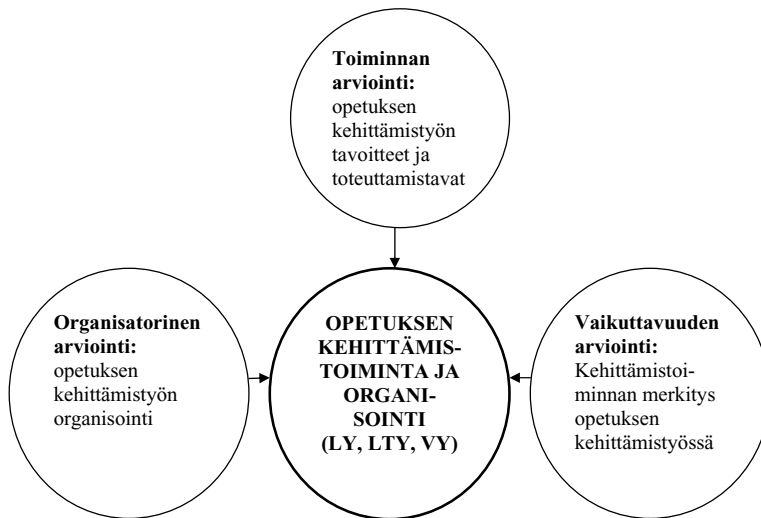 Toiminnan
arviointi:
opetuksen
kehittämistyön
tavoitteet ja
toteuttamistavat
Organisatorinen
arviointi:
opetuksen
kehittämistyön
organisointi
OPETUKSEN
KEHITTÄMIS-
TOIMINTA JA
ORGANI-
SOINTI
(LY, LTY, VY)
Vaikuttavuuden
arviointi:
Kehittämistoi-
minnan merkitys
opetuksen
kehittämistyössä